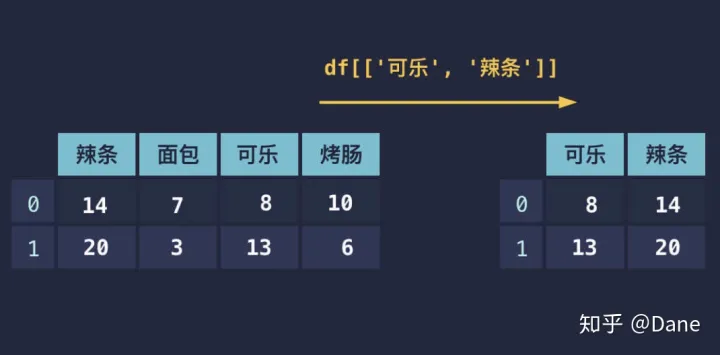 df[['可乐', '辣条']]
辣条 面包 可乐 烤肠 可乐 辣条
0 14 7 8 10 0 8 14
1 20 3 13 6 1 13 20
知乎 @Dane